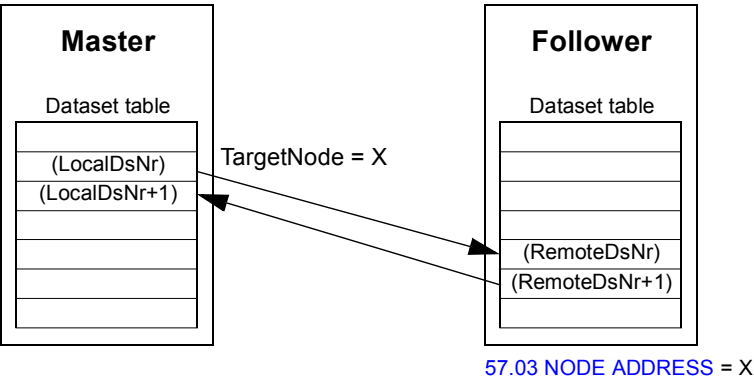 Master
Follower
Dataset table
Dataset table
TargetNode = X
(LocalDsNr)
(LocalDsNr+1)
(RemoteDsNr)
(RemoteDsNr+1)
57.03 NODE ADDRESS = X